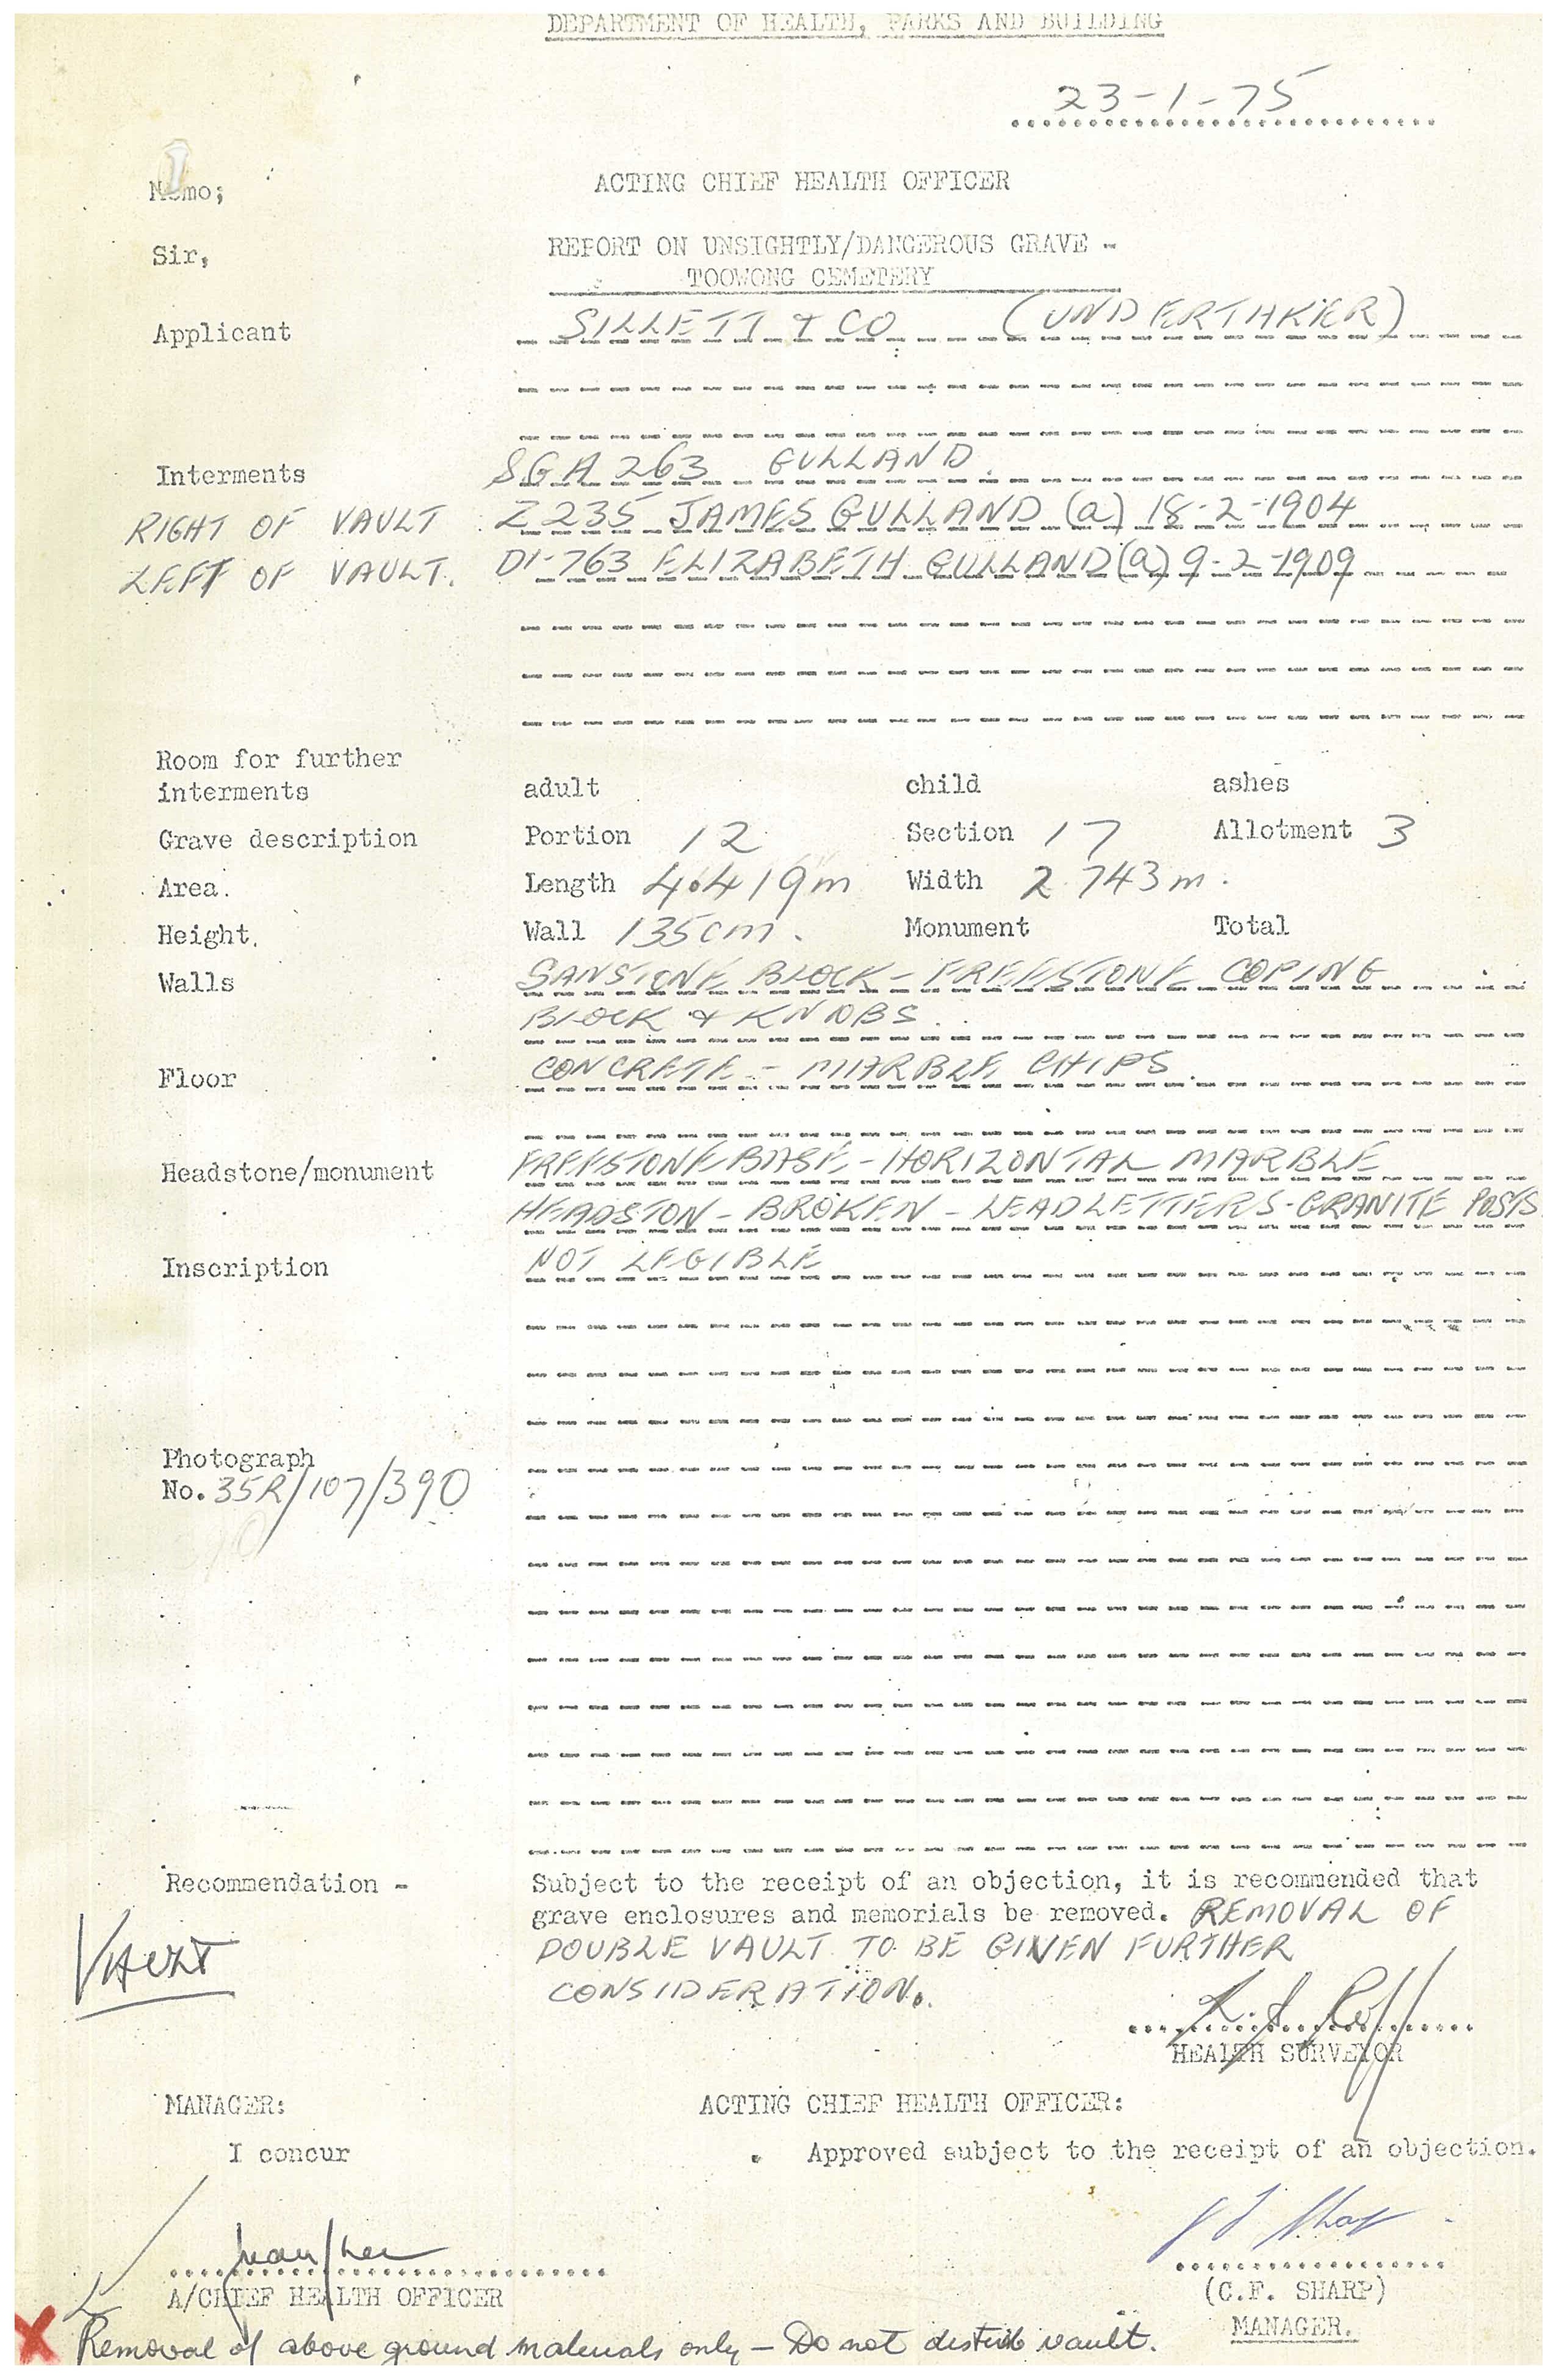 DEPARTMENT OF HEALTH, PARKS AND BUILDING
23-1-75
Memo; ACTING CHIEF HEALTH OFFICER
Sir, REPORT ON UNSIGHTLY/DANGEROUS GRAVE -
TOOWONG CEMETERY
Applicant SILLETT & CO (UNDERTAKER)
Interments S.G.A 263 GULLAND.
RIGHT OF VAULT Z 235 JAMES GULLAND (a) 18-2-1904
LEFT OF VAULT. D1-763 ELIZABETH GULLAND (a) 9-2-1909
Room for further
interments adult child ashes
Grave description Portion 12 Section 17 Allotment 3
Area. Length 4.419m Width 2.743m.
Height. Wall 135cm. Monument Total
Walls SANSTONE BLOCK - FREESTONE COPING
BLOCK & KNOBS.
Floor CONCRETE - MARBLE CHIPS.
Headstone/monument FREESTONE BASE - HORIZONTAL MARBLE
HEADSTON - BROKEN - LEAD LETTERS - GRANITE POSTS
Inscription NOT LEGIBLE
Photograph
No. 35R/107/390
Recommendation - Subject to the receipt of an objection, it is recommended that
grave enclosures and memorials be removed. REMOVAL OF
VAULT DOUBLE VAULT TO BE GIVEN FURTHER
CONSIDERATION.
HEALTH SURVEYOR
MANAGER: ACTING CHIEF HEALTH OFFICER:
I concur Approved subject to the receipt of an objection.
A/CHIEF HEALTH OFFICER (C.F. SHARP)
MANAGER.
X Removal of above ground materials only - Do not disturb vault.